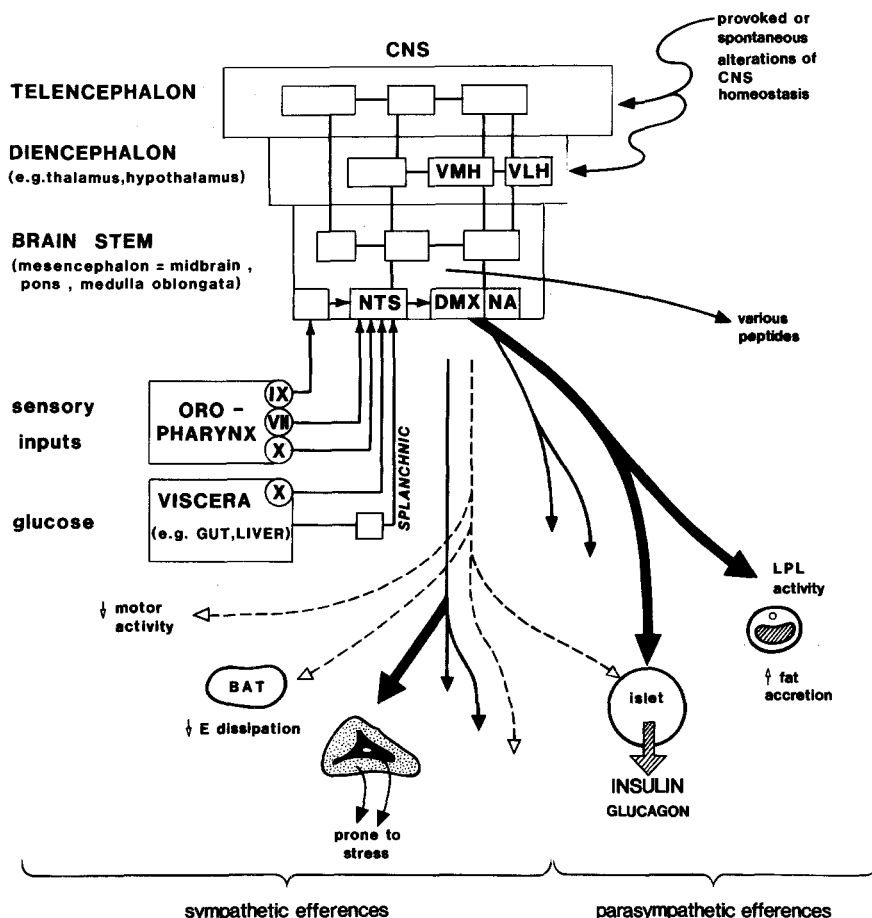 provoked or
spontaneous
alterations of
CNS
homeostasis
CNS
TELENCEPHALON
DIENCEPHALON
(e.g.thalamus,hypothalamus)
VMH
VLH
BRAIN STEM
(mesencephalon = midbrain ,
pons , medulla oblongata)
NTS
DMX
NA
various
peptides
sensory
inputs
ORO -
PHARYNX
IX
VII
X
glucose
VISCERA
(e.g. GUT,LIVER)
X
SPLANCHNIC
LPL
activity
motor
activity
BAT
E dissipation
islet
fat
accretion
INSULIN
GLUCAGON
prone to
stress
sympathetic efferences
parasympathetic efferences